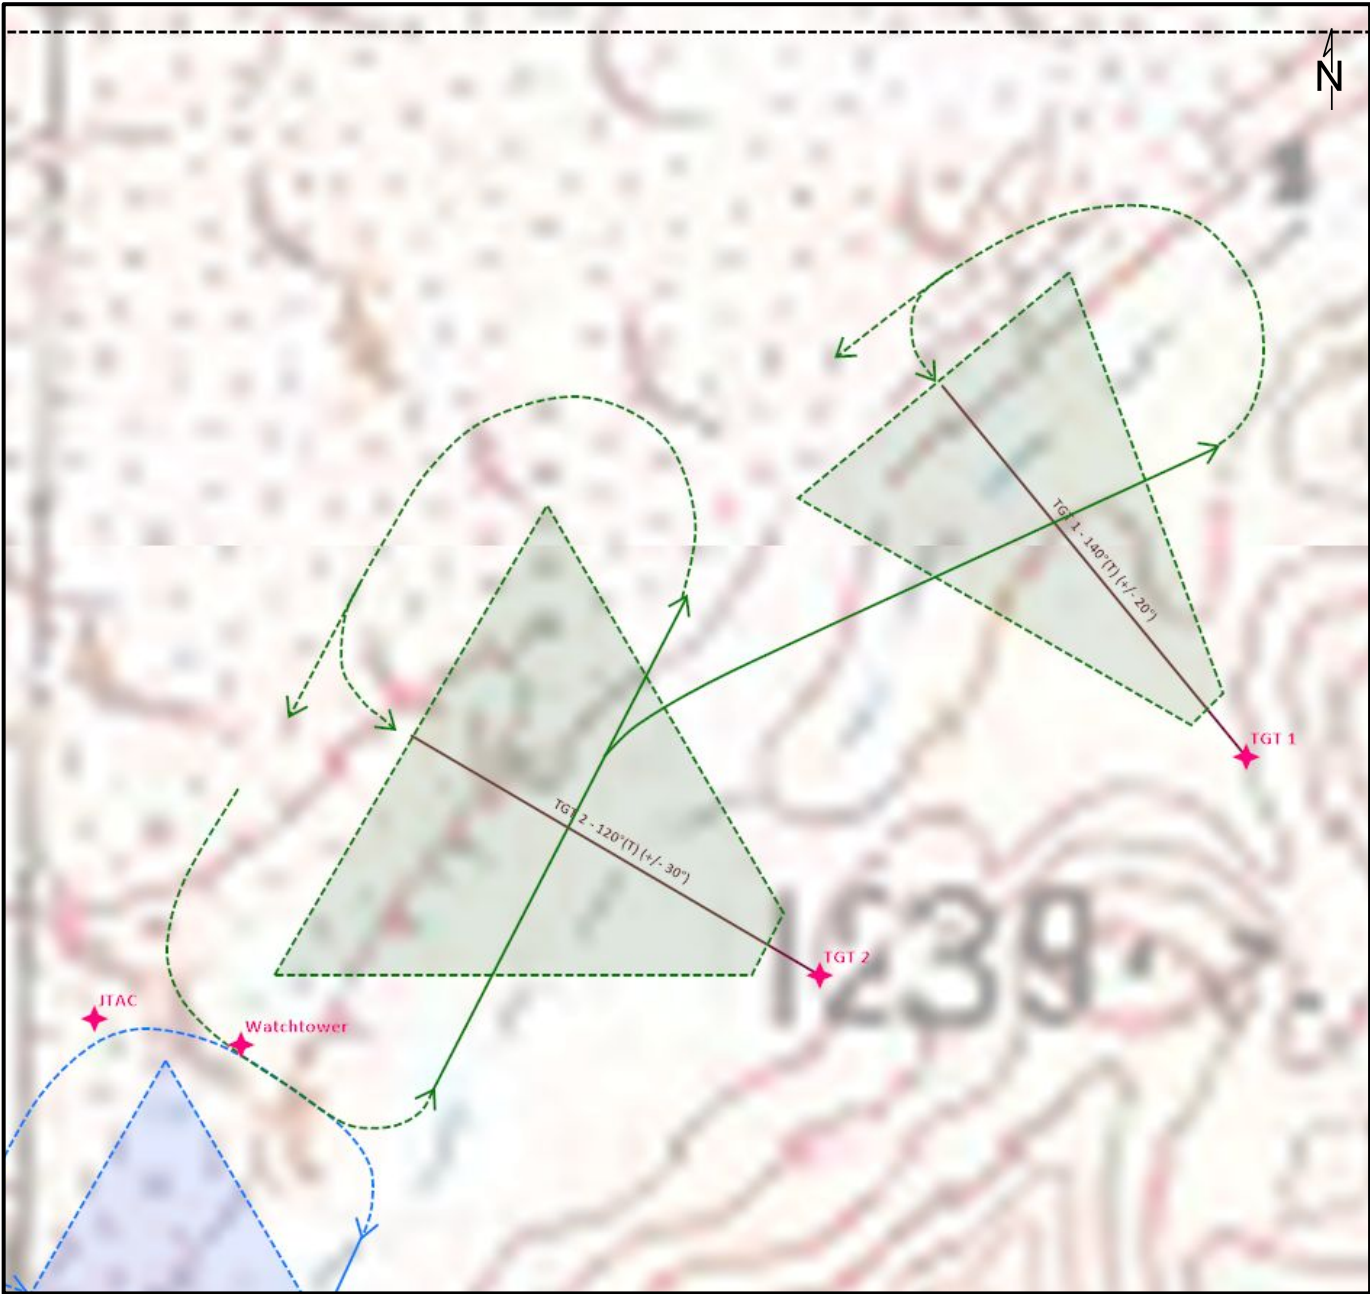 N
TGT 1 - 140°(T) (+/- 20°)
TGT 1
TGT 2 - 120°(T) (+/- 30°)
TGT 2
1239
JTAC
Watchtower